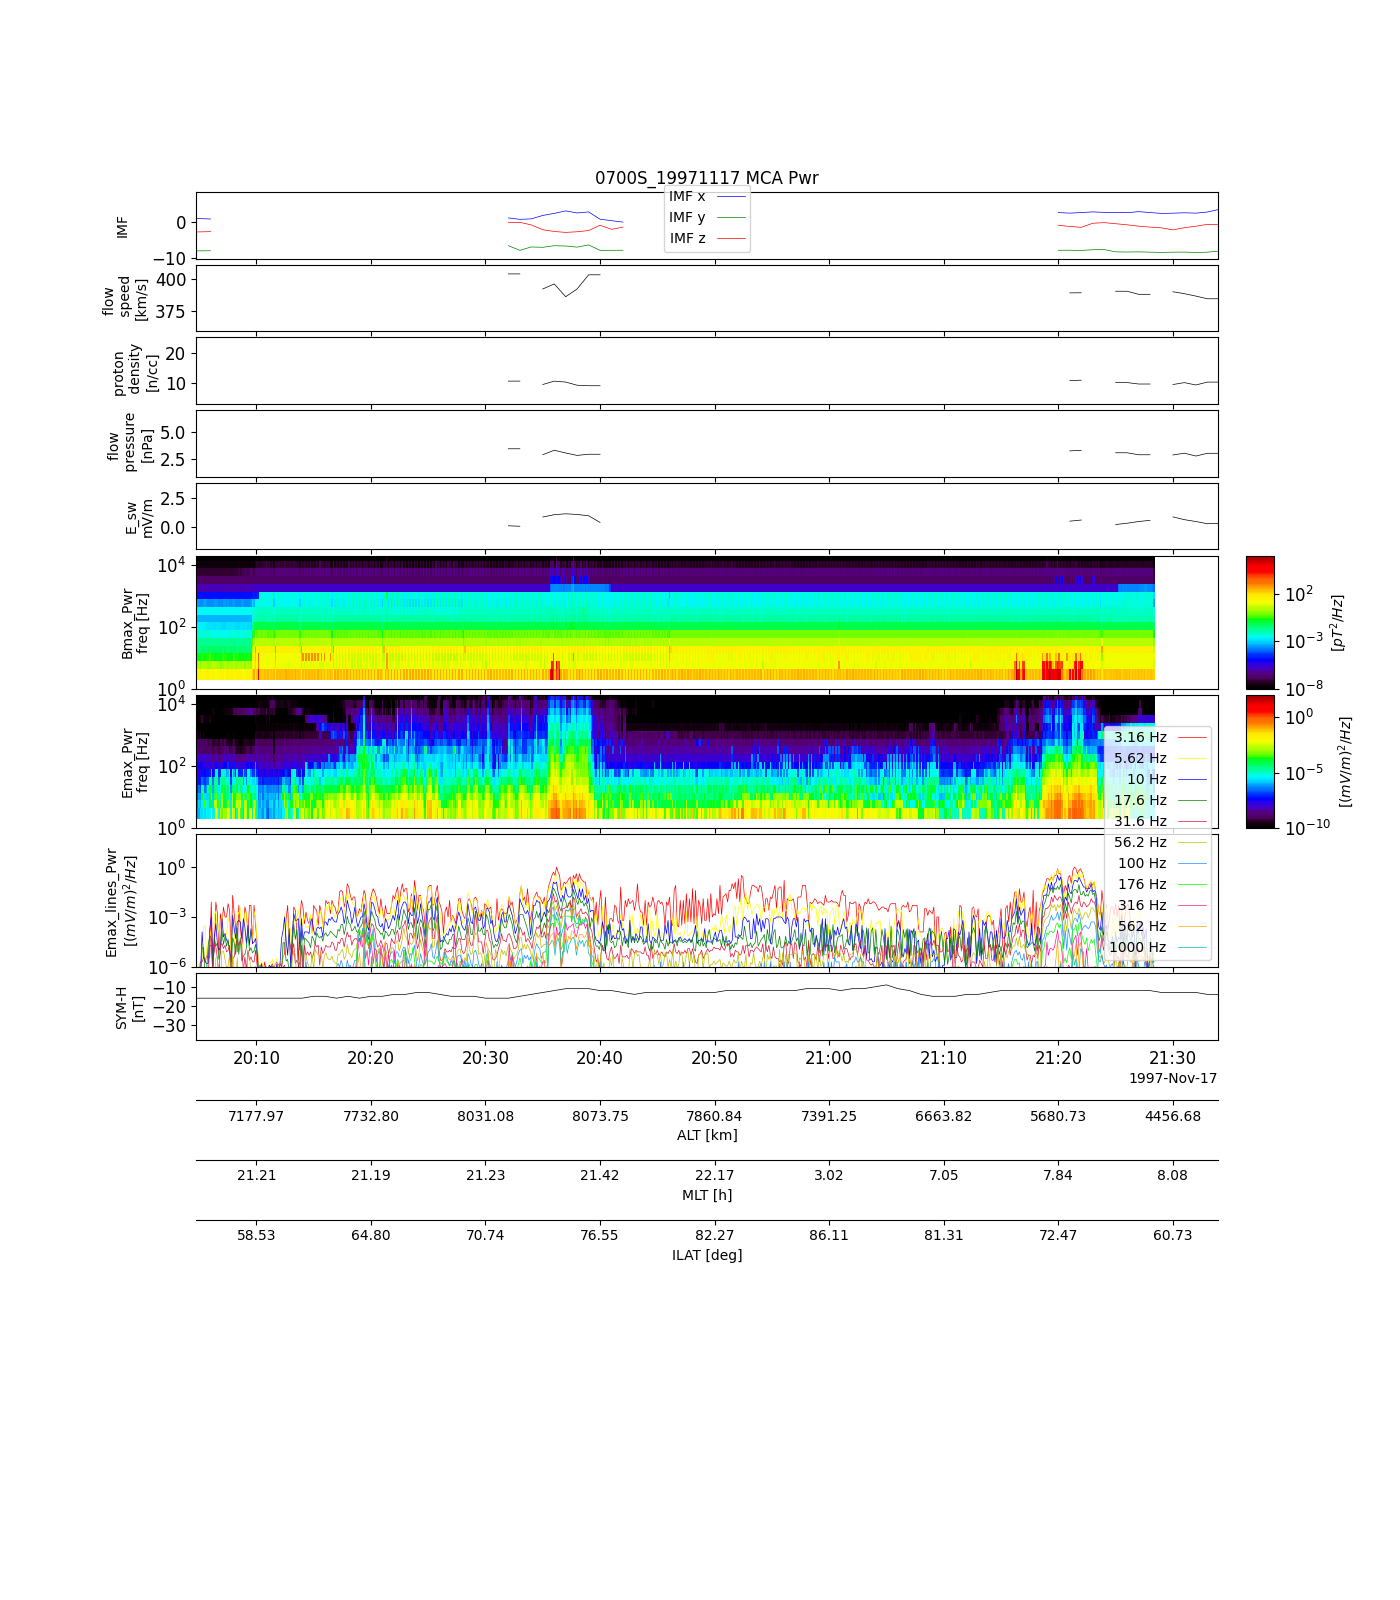 0700S_19971117 MCA Pwr
IMF
0
−10
IMF x
IMF y
IMF z
flow
speed
[km/s]
400
375
proton
density
[n/cc]
20
10
flow
pressure
[nPa]
5.0
2.5
E_sw
mV/m
2.5
0.0
Bmax_Pwr
freq [Hz]
10^4
10^2
10^0
10^2
10^−3
10^−8
[pT^2/Hz]
Emax_Pwr
freq [Hz]
10^4
10^2
10^0
10^0
10^−5
10^−10
[(mV/m)^2/Hz]
3.16 Hz
5.62 Hz
10 Hz
17.6 Hz
31.6 Hz
56.2 Hz
100 Hz
176 Hz
316 Hz
562 Hz
1000 Hz
Emax_lines_Pwr
[(mV/m)^2/Hz]
10^0
10^−3
10^−6
SYM-H
[nT]
−10
−20
−30
20:10 20:20 20:30 20:40 20:50 21:00 21:10 21:20 21:30
1997-Nov-17
7177.97 7732.80 8031.08 8073.75 7860.84 7391.25 6663.82 5680.73 4456.68
ALT [km]
21.21 21.19 21.23 21.42 22.17 3.02 7.05 7.84 8.08
MLT [h]
58.53 64.80 70.74 76.55 82.27 86.11 81.31 72.47 60.73
ILAT [deg]